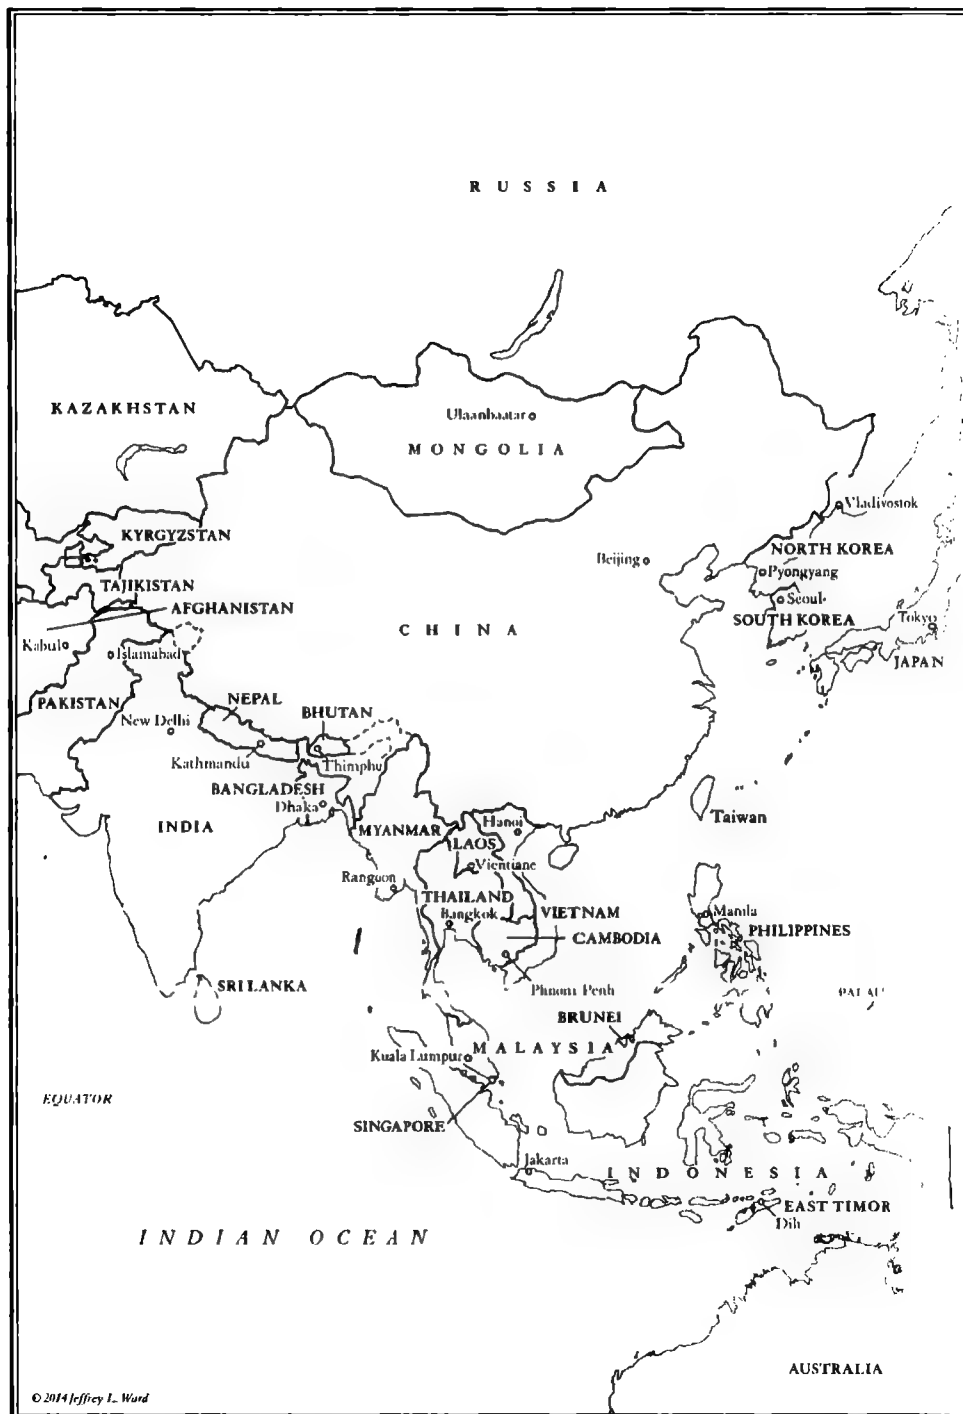 RUSSIA
KAZAKHSTAN
Ulaanbaatar
MONGOLIA
Vladivostok
KYRGYZSTAN
NORTH KOREA
Beijing
Pyongyang
TAJIKISTAN
Seoul
AFGHANISTAN
SOUTH KOREA
Tokyo
CHINA
Kabul
Islamabad
JAPAN
PAKISTAN
NEPAL
BHUTAN
New Delhi
Kathmandu
Thimphu
BANGLADESH
Dhaka
Taiwan
INDIA
MYANMAR
Hanoi
LAOS
Vientiane
Rangoon
THAILAND
Bangkok
VIETNAM
Manila
PHILIPPINES
CAMBODIA
SRI LANKA
Phnom Penh
PALAU
BRUNEI
Kuala Lumpur
MALAYSIA
EQUATOR
SINGAPORE
Jakarta
INDONESIA
EAST TIMOR
Dili
INDIAN OCEAN
AUSTRALIA
© 2014 Jeffrey L. Ward